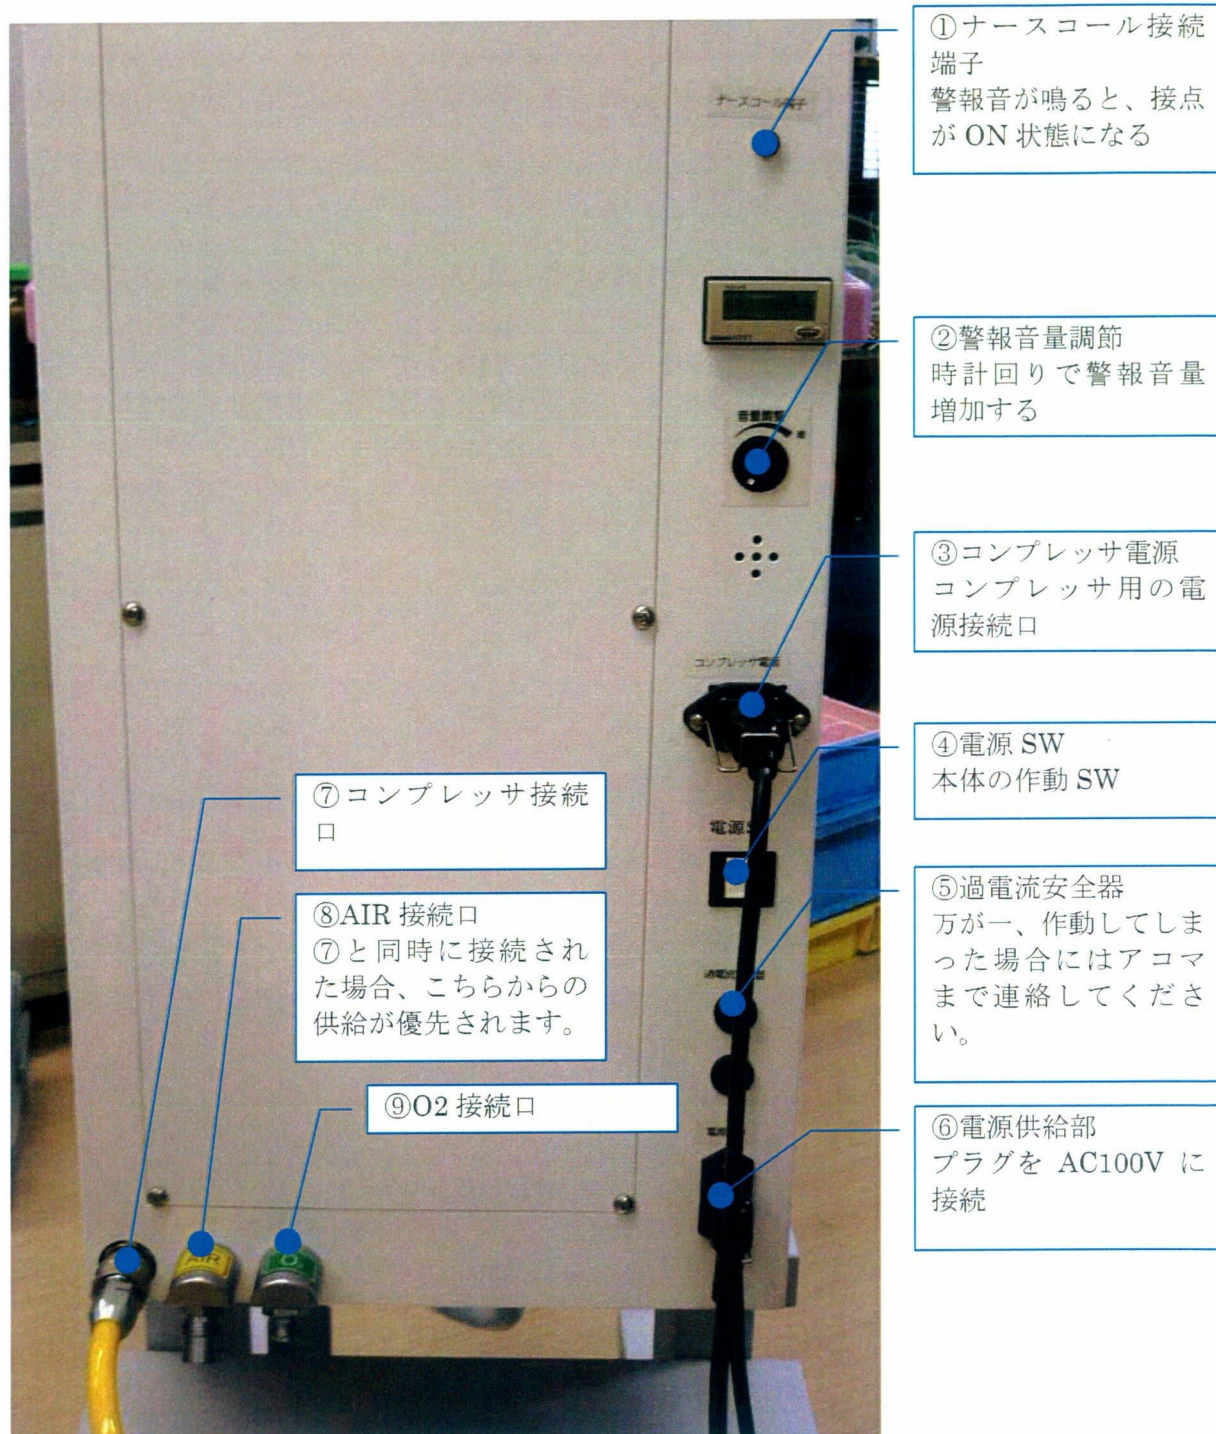 ①ナースコール接続
端子
警報音が鳴ると、接点
が ON 状態になる
ナースコール端子
②警報音量調節
時計回りで警報音量
増加する
音量調整
③コンプレッサ電源
コンプレッサ用の電
源接続口
コンプレッサ電源
④電源 SW
本体の作動 SW
電源S
⑤過電流安全器
万が一、作動してしま
った場合にはアコマ
まで連絡してくださ
い。
⑥電源供給部
プラグを AC100V に
接続
⑦コンプレッサ接続
口
⑧AIR 接続口
⑦と同時に接続され
た場合、こちらからの
供給が優先されます。
⑨O2 接続口
AIR
O₂